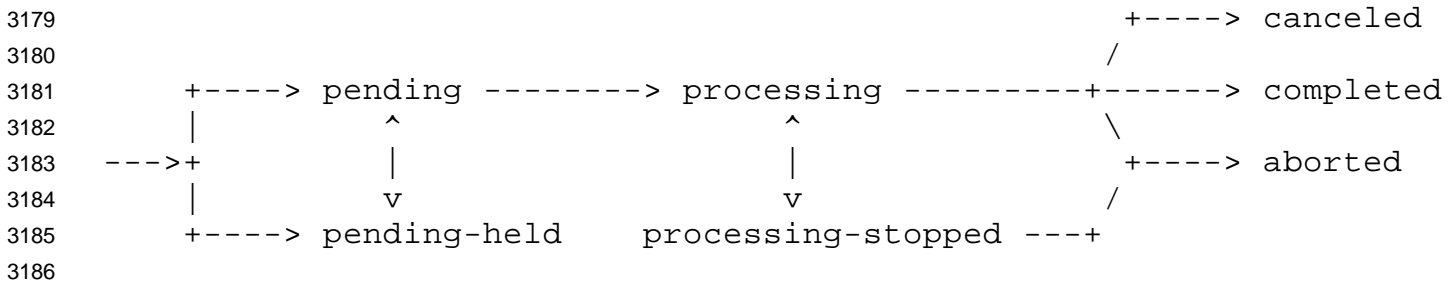 3179                                                  +----> canceled
3180                                                 /
3181      +----> pending --------> processing ---------+------> completed
3182      |         ^                 ^              \
3183  --->+         |                 |               +----> aborted
3184      |         v                 v              /
3185      +----> pending-held    processing-stopped ---+
3186